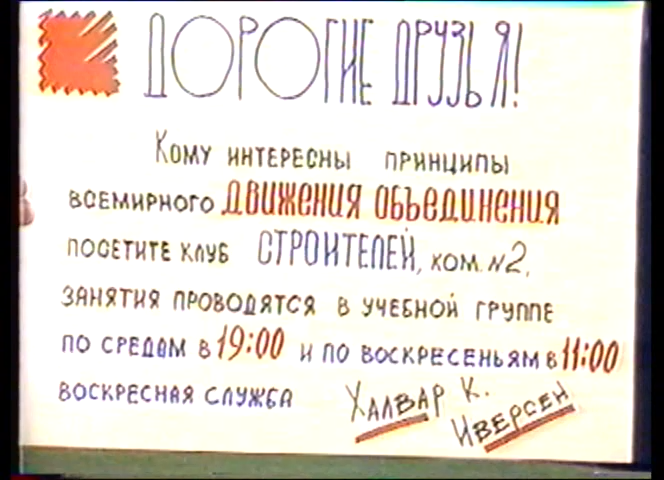 ДОРОГИЕ ДРУЗЬЯ!
Кому интересны принципы
всемирного движения объединения
посетите клуб СТРОИТЕЛЕЙ, ком. №2.
занятия проводятся в учебной группе
по средам в 19:00 и по воскресеньям в 11:00
воскресная служба Халвар К.
Иверсен